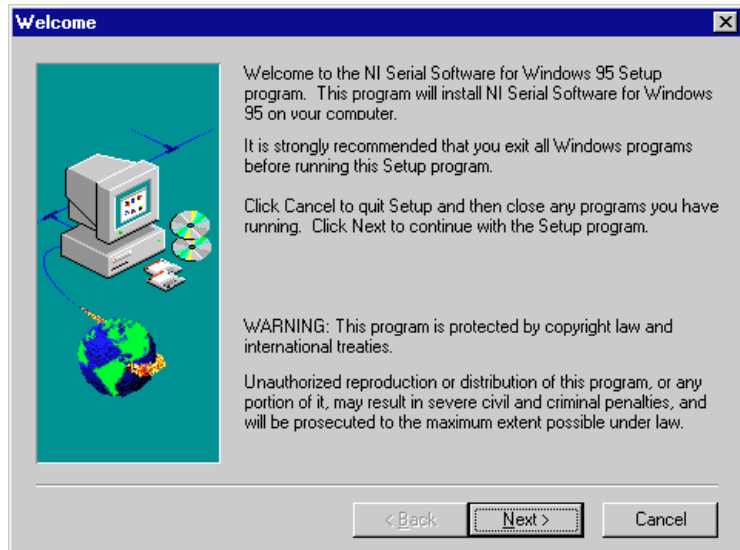 Welcome
Welcome to the NI Serial Software for Windows 95 Setup
program. This program will install NI Serial Software for Windows
95 on your computer.
It is strongly recommended that you exit all Windows programs
before running this Setup program.
Click Cancel to quit Setup and then close any programs you have
running. Click Next to continue with the Setup program.
WARNING: This program is protected by copyright law and
international treaties.
Unauthorized reproduction or distribution of this program, or any
portion of it, may result in severe civil and criminal penalties, and
will be prosecuted to the maximum extent possible under law.
< Back Next > Cancel